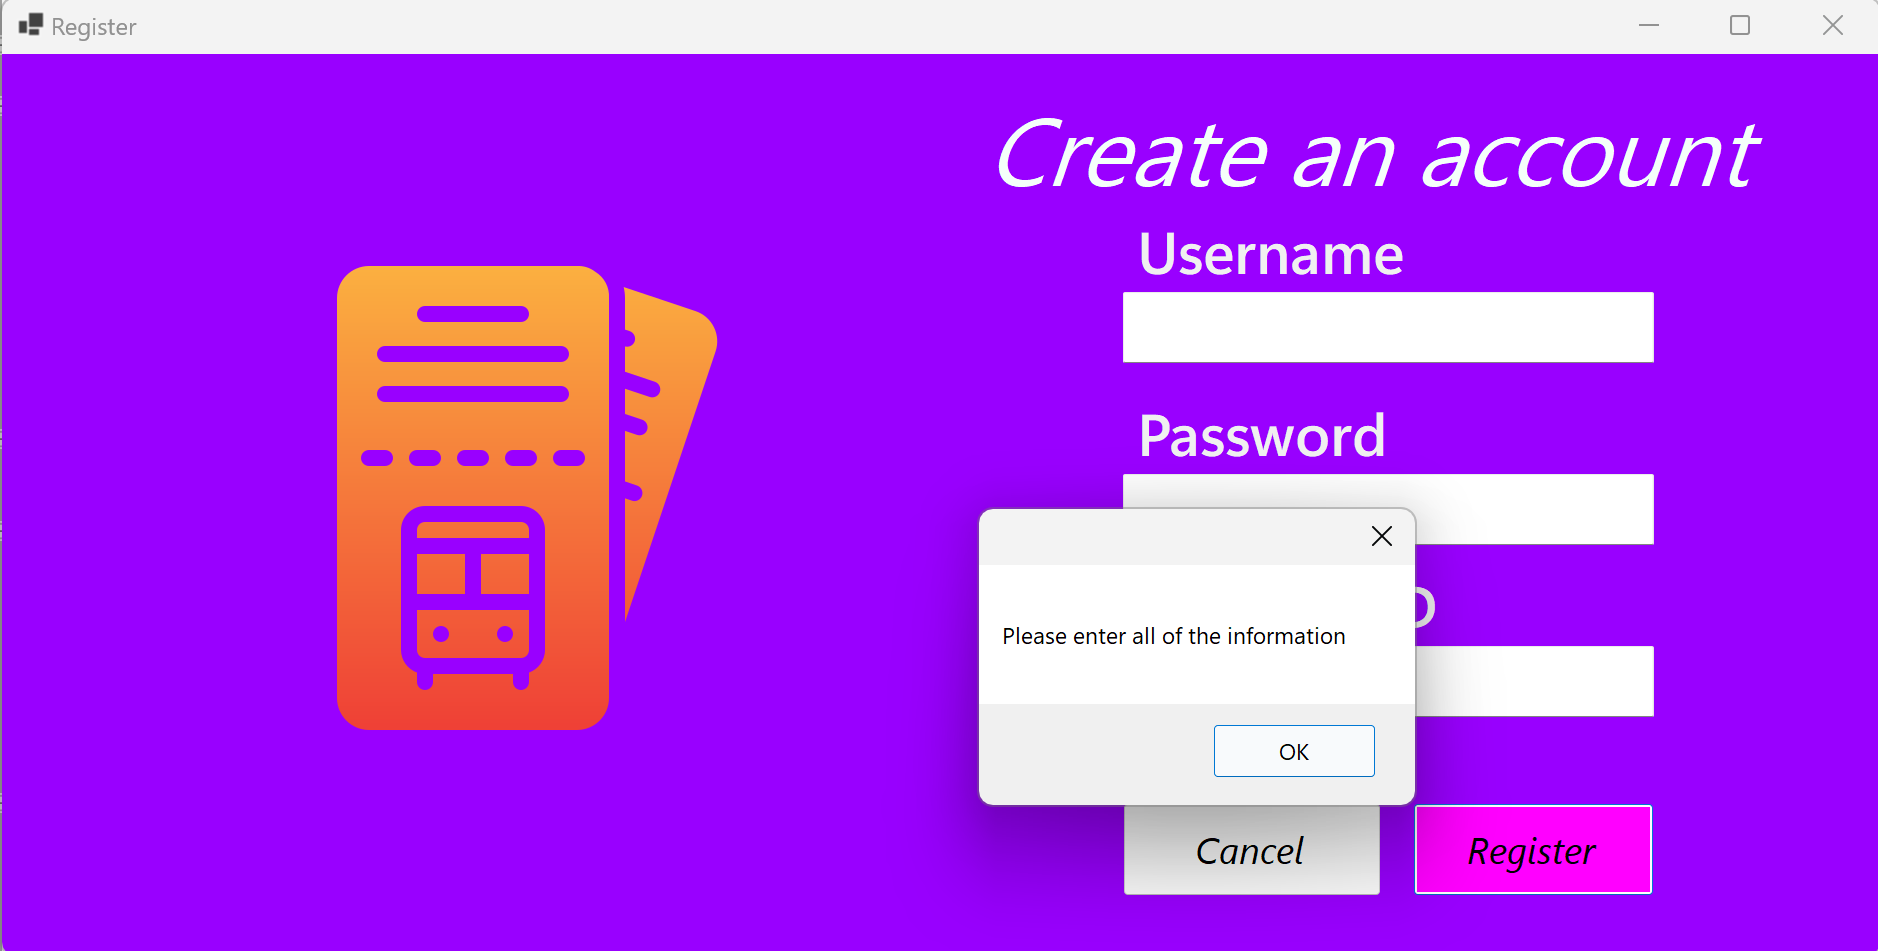 Register
Create an account
Username
Password
Please enter all of the information
OK
Cancel
Register